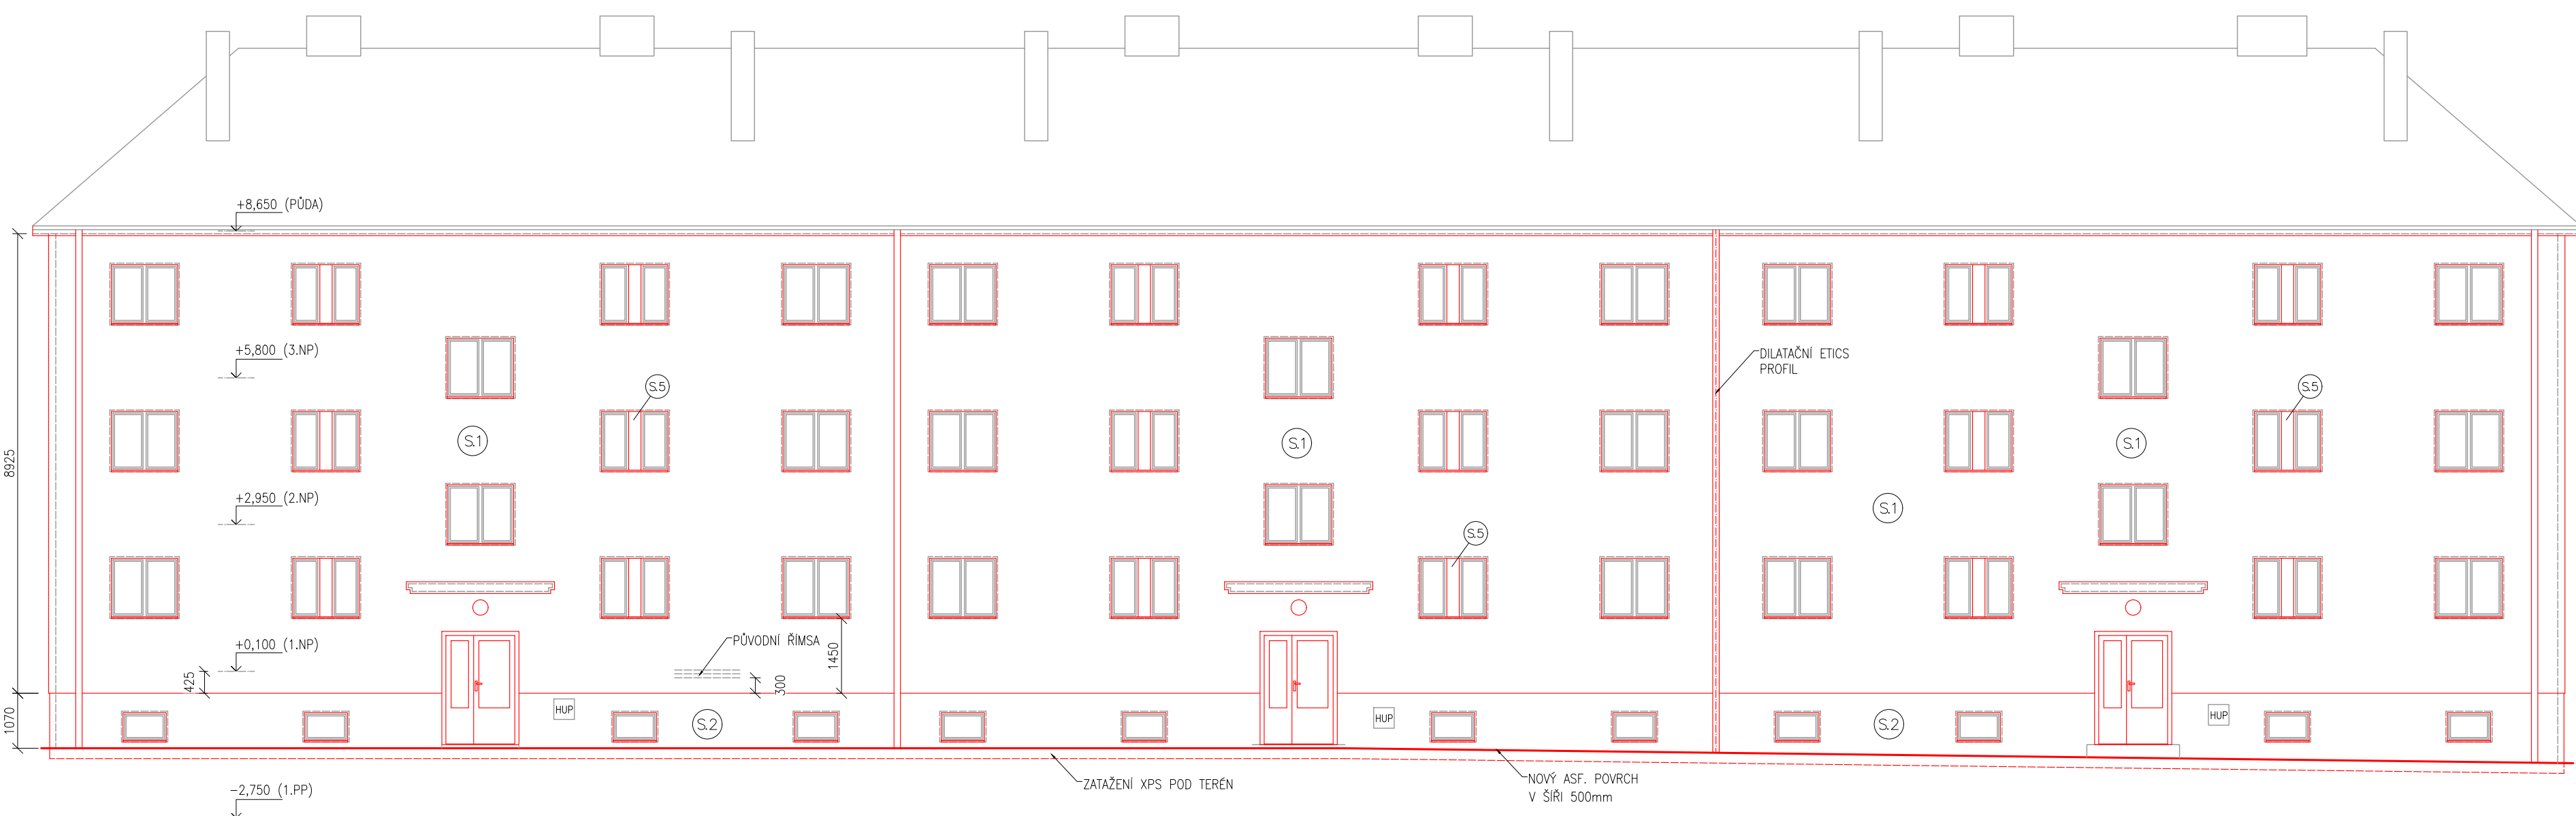 +8,650 (PŮDA)
+5,800 (3.NP)
DILATAČNÍ ETICS
PROFIL
S.5
S.5
S.1
S.1
S.1
8925
+2,950 (2.NP)
S.1
S.5
+0,100 (1.NP)
PŮVODNÍ ŘÍMSA
1450
425
300
1070
HUP
S.2
HUP
S.2
HUP
ZATAŽENÍ XPS POD TERÉN
NOVÝ ASF. POVRCH
V ŠÍŘI 500mm
-2,750 (1.PP)